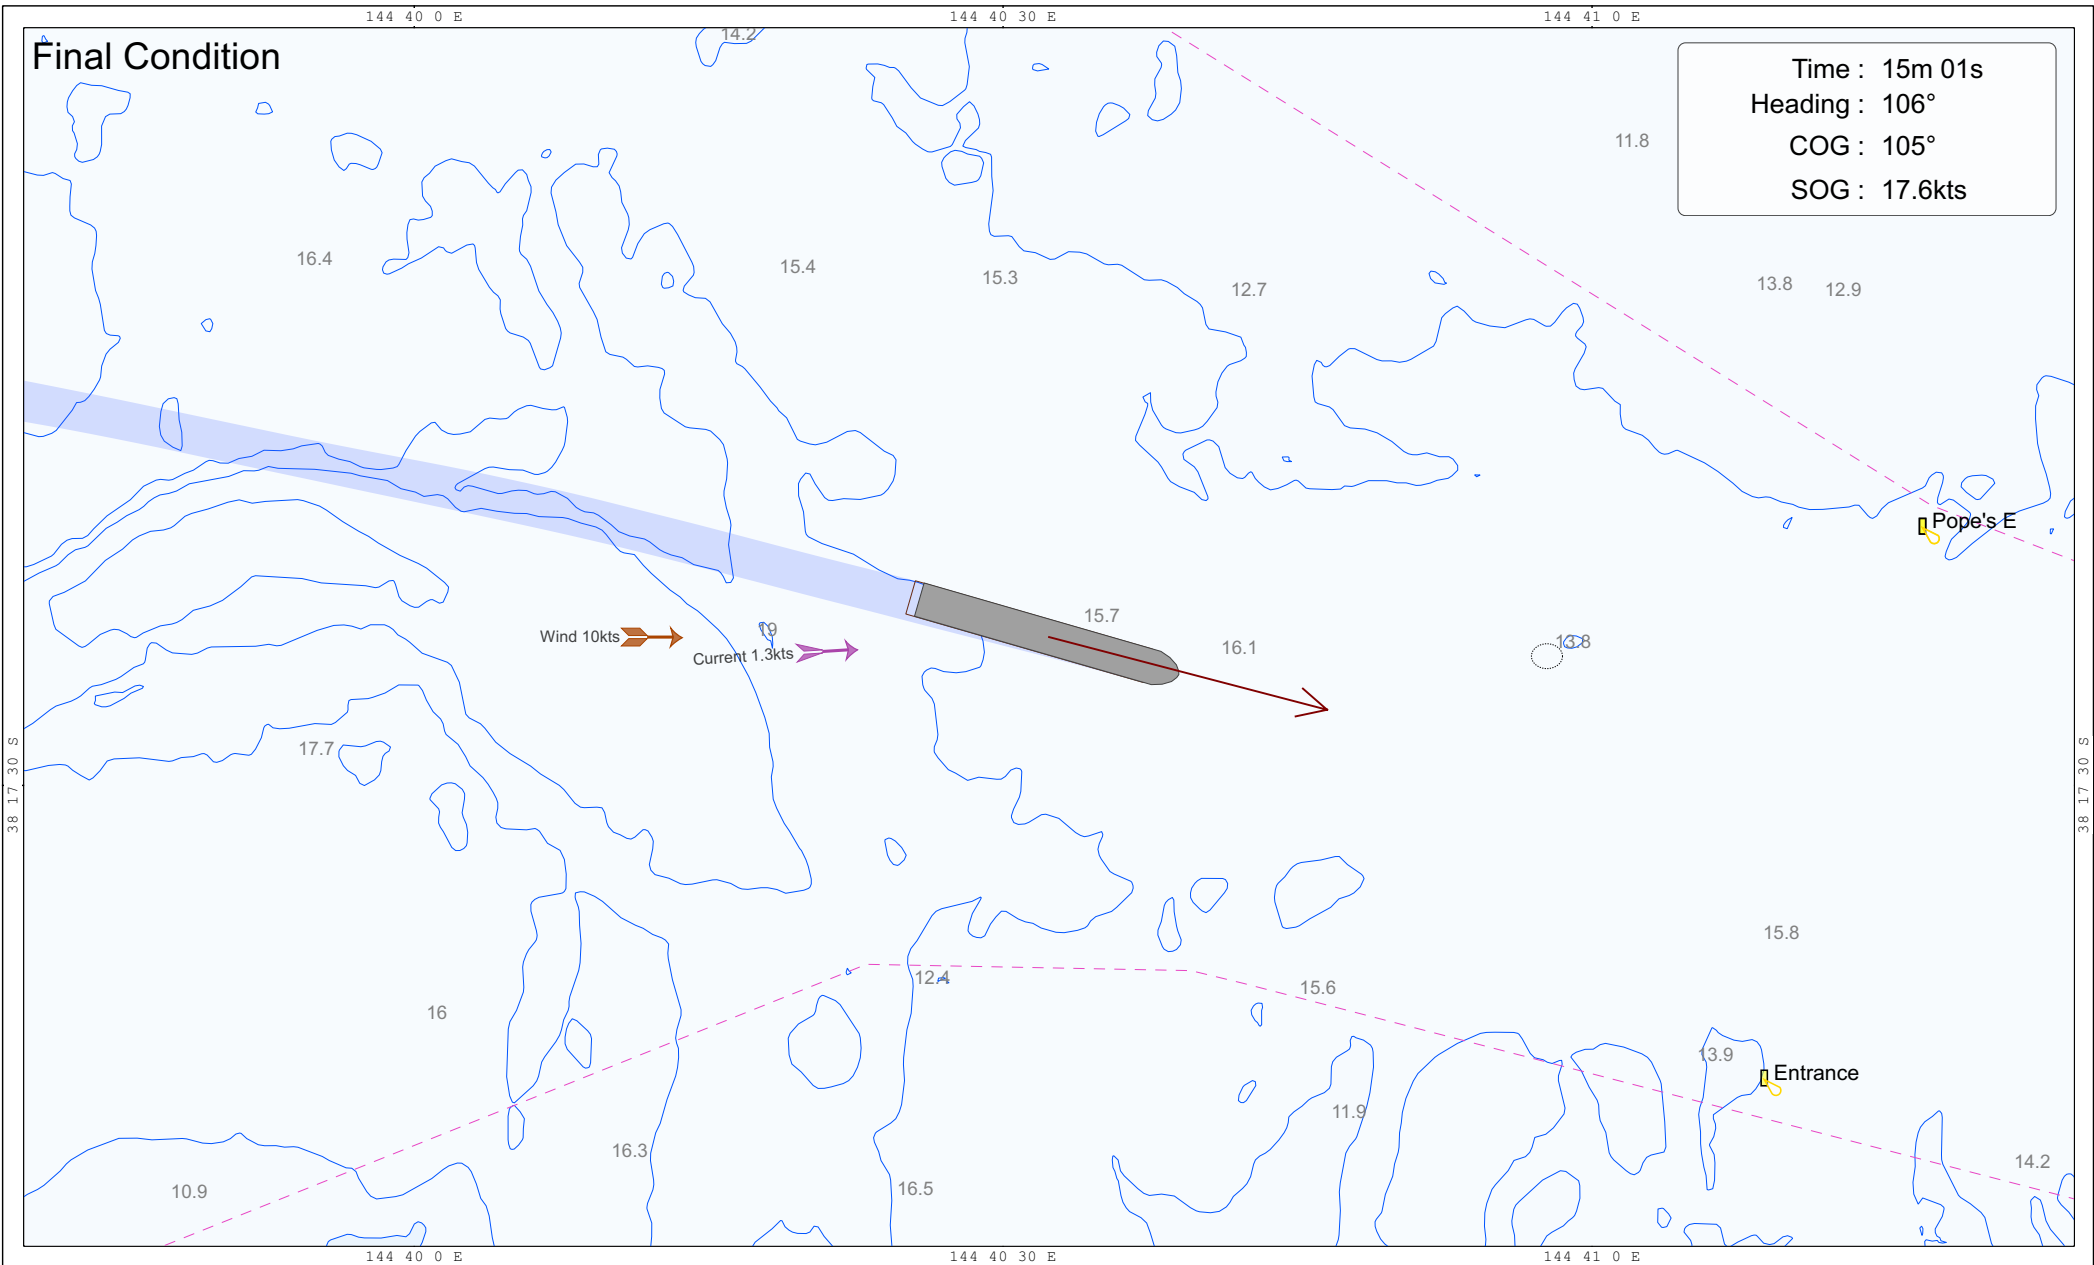 144 40 0 E
144 40 30 E
144 41 0 E
Final Condition
Time : 15m 01s
Heading : 106°
COG : 105°
SOG : 17.6kts
14.2
11.8
16.4
15.4
15.3
12.7
13.8
12.9
Pope's E
15.7
19
Wind 10kts
Current 1.3kts
16.1
13.8
17.7
38 17 30 S
38 17 30 S
15.8
12.4
15.6
16
13.9
Entrance
11.9
16.3
14.2
10.9
16.5
144 40 0 E
144 40 30 E
144 41 0 E